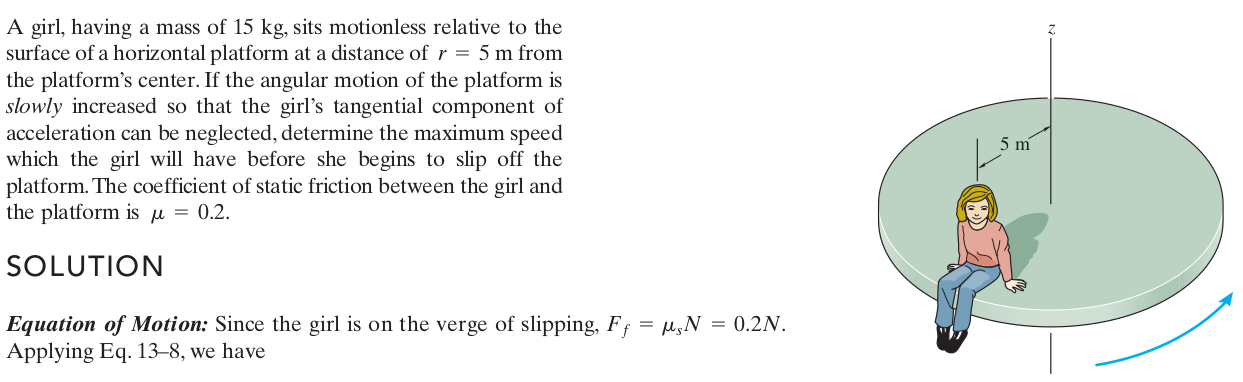 A girl, having a mass of 15 kg, sits motionless relative to the
surface of a horizontal platform at a distance of r = 5 m from
the platform's center. If the angular motion of the platform is
slowly increased so that the girl's tangential component of
acceleration can be neglected, determine the maximum speed
which the girl will have before she begins to slip off the
platform. The coefficient of static friction between the girl and
the platform is μ = 0.2.
z
5 m
SOLUTION
Equation of Motion: Since the girl is on the verge of slipping, F_f = μ_sN = 0.2N.
Applying Eq. 13–8, we have